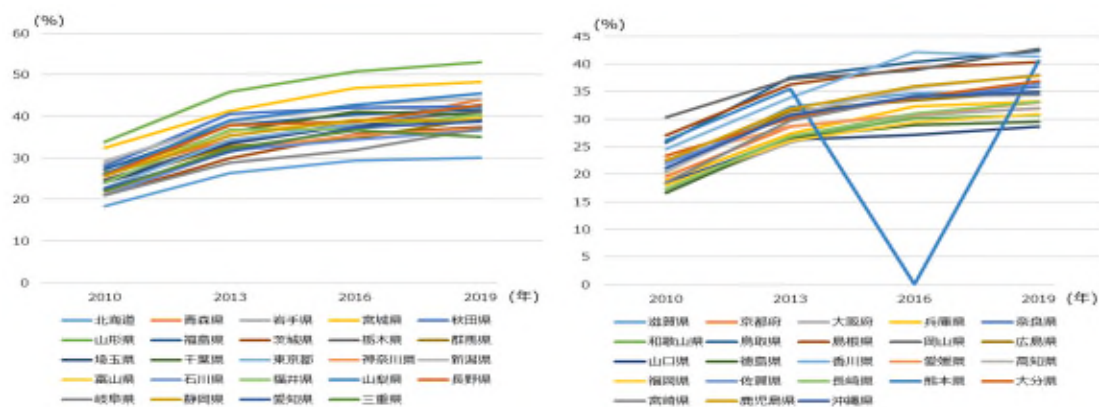 (%)
60
50
40
30
20
10
0
2010 2013 2016 2019 (年)
北海道 青森県 岩手県 宮城県 秋田県
山形県 福島県 茨城県 栃木県 群馬県
埼玉県 千葉県 東京都 神奈川県 新潟県
富山県 石川県 福井県 山梨県 長野県
岐阜県 静岡県 愛知県 三重県
(%)
45
40
35
30
25
20
15
10
5
0
2010 2013 2016 2019 (年)
滋賀県 京都府 大阪府 兵庫県 奈良県
和歌山県 鳥取県 島根県 岡山県 広島県
山口県 徳島県 香川県 愛媛県 高知県
福岡県 佐賀県 長崎県 熊本県 大分県
宮崎県 鹿児島県 沖縄県